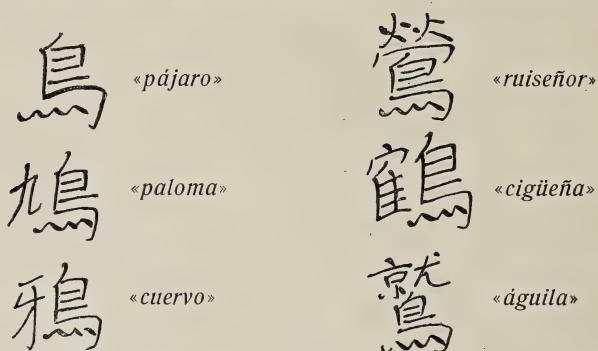 鳥 «pájaro»
鳩 «paloma»
鴉 «cuervo»
鶯 «ruiseñor»
鶴 «cigüeña»
鷲 «águila»